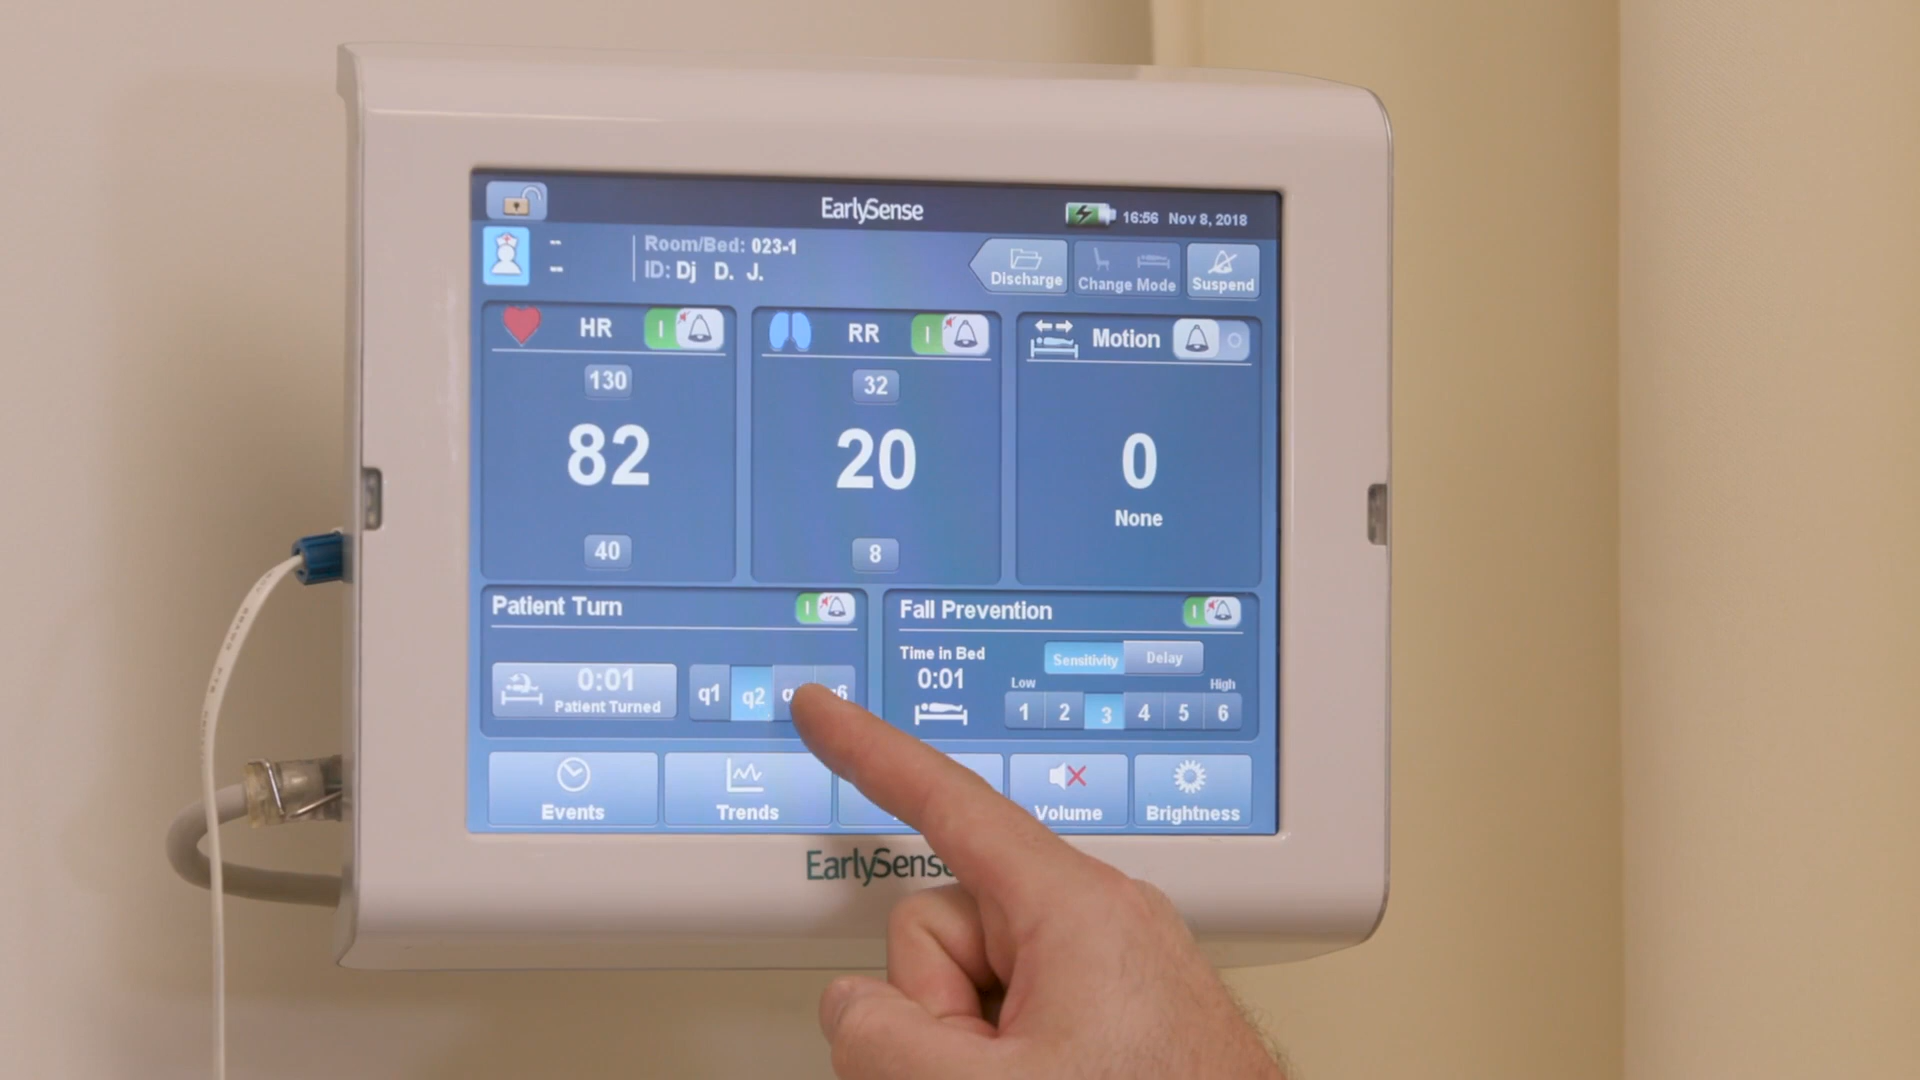 EarlySense
16:56 Nov 8, 2018
--
--
Room/Bed: 023-1
ID: Dj D. J.
Discharge
Change Mode
Suspend
HR
130
82
40
RR
32
20
8
Motion
0
None
Patient Turn
0:01
Patient Turned
q1 q2
Fall Prevention
Time in Bed
0:01
Sensitivity Delay
Low High
1 2 3 4 5 6
Events
Trends
Volume
Brightness
EarlySense